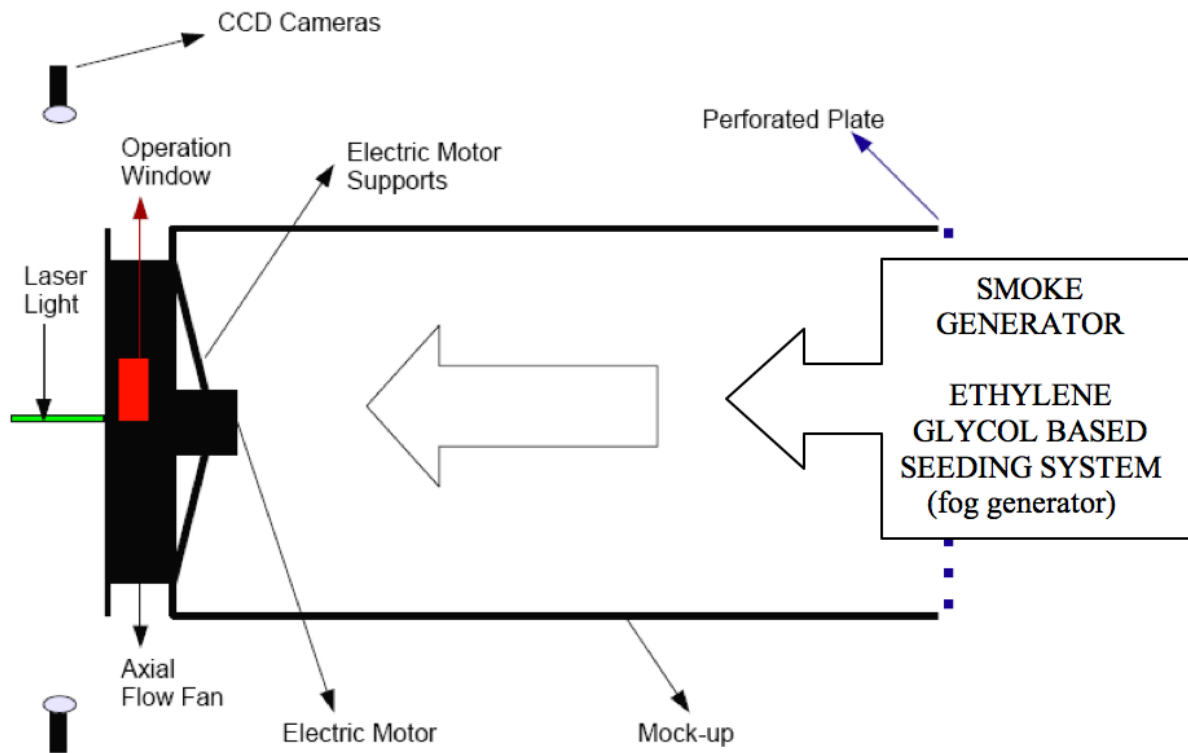 CCD Cameras
Perforated Plate
Operation
Window
Electric Motor
Supports
Laser
Light
SMOKE
GENERATOR
ETHYLENE
GLYCOL BASED
SEEDING SYSTEM
(fog generator)
Axial
Flow Fan
Electric Motor
Mock-up